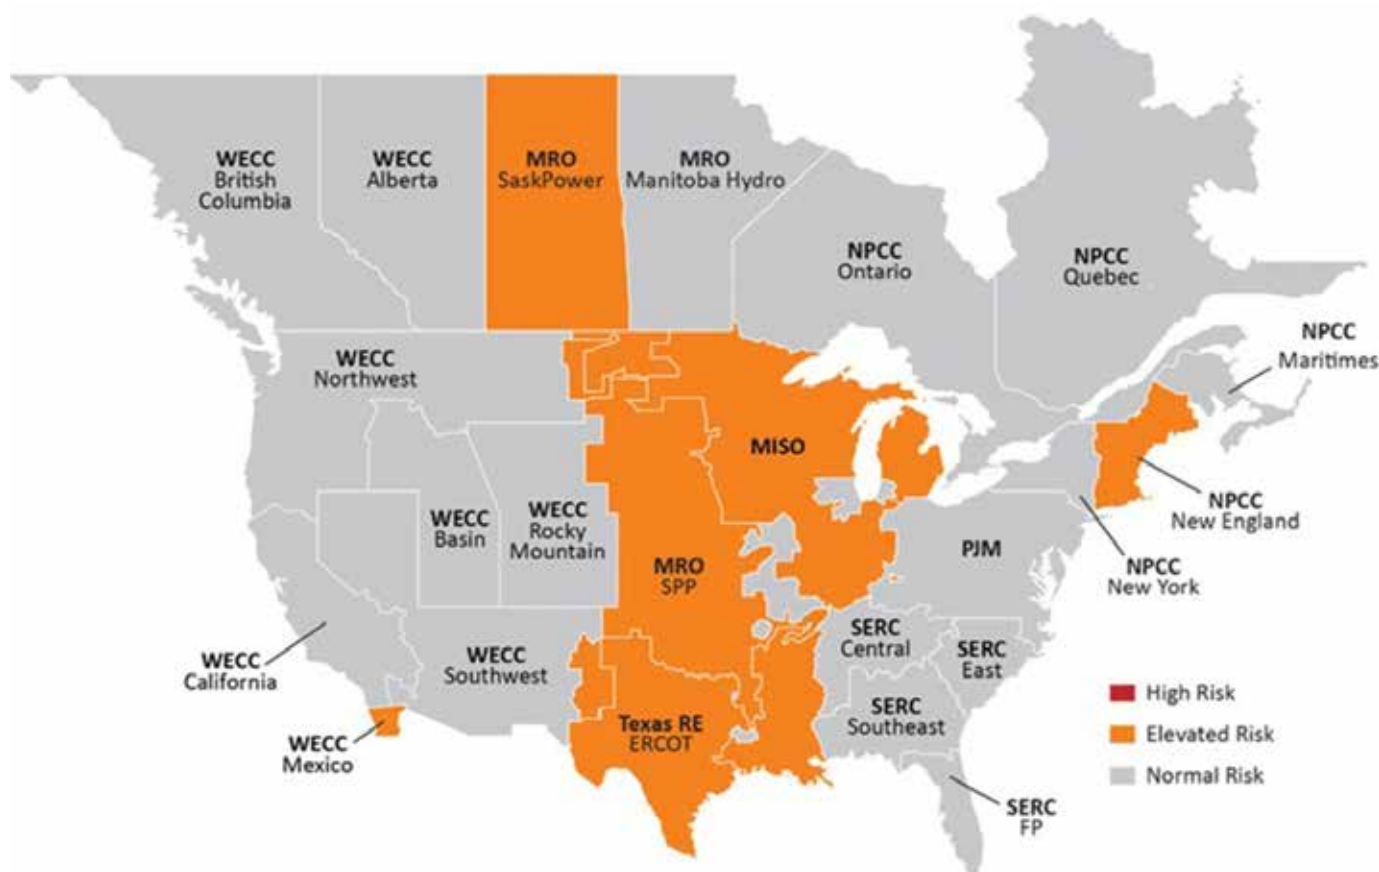 WECC
British
Columbia
WECC
Alberta
MRO
SaskPower
MRO
Manitoba Hydro
NPCC
Ontario
NPCC
Quebec
NPCC
Maritimes
WECC
Northwest
MISO
NPCC
New England
WECC
Basin
WECC
Rocky
Mountain
MRO
SPP
PJM
NPCC
New York
WECC
California
WECC
Southwest
SERC
Central
SERC
East
WECC
Mexico
Texas RE
ERCOT
SERC
Southeast
SERC
FP
High Risk
Elevated Risk
Normal Risk